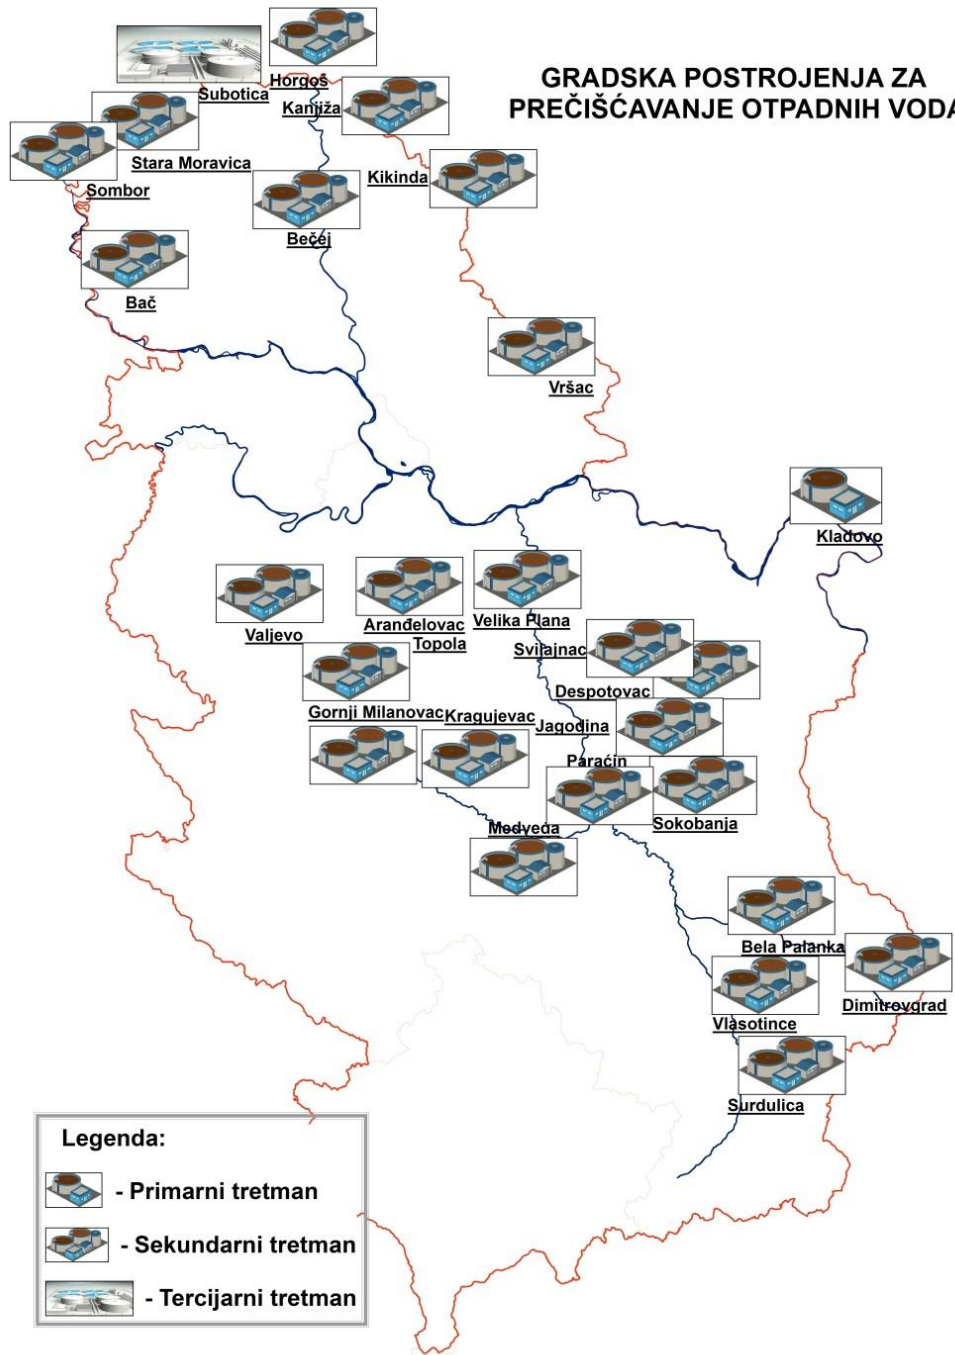 GRADSKA POSTROJENJA ZA
PREČIŠĆAVANJE OTPADNIH VODA
Horgoš
Subotica
Kanjiža
Stara Moravica
Kikinda
Sombor
Bečej
Bač
Vršac
Kladovo
Valjevo
Aranđelovac
Topola
Velika Plana
Svilajnac
Despotovac
Gornji Milanovac
Kragujevac
Jagodina
Paraćin
Medveđa
Sokobanja
Bela Palanka
Dimitrovgrad
Vlasotince
Surdulica
Legenda:
- Primarni tretman
- Sekundarni tretman
- Tercijarni tretman